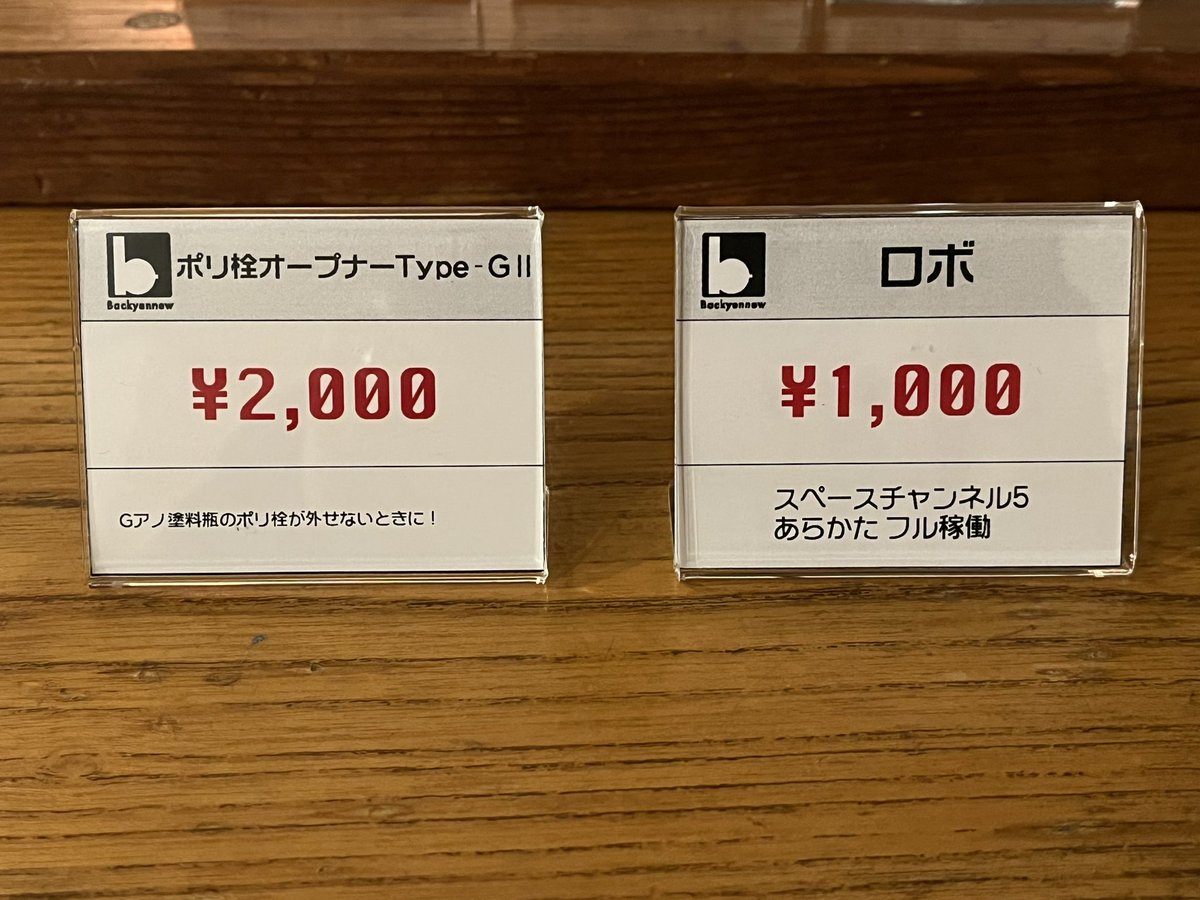 Backyennew
ポリ栓オープナーType-GⅡ
¥2,000
Gアノ塗料瓶のポリ栓が外せないときに！
Backyennew
ロボ
¥1,000
スペースチャンネル5
あらかた フル稼働